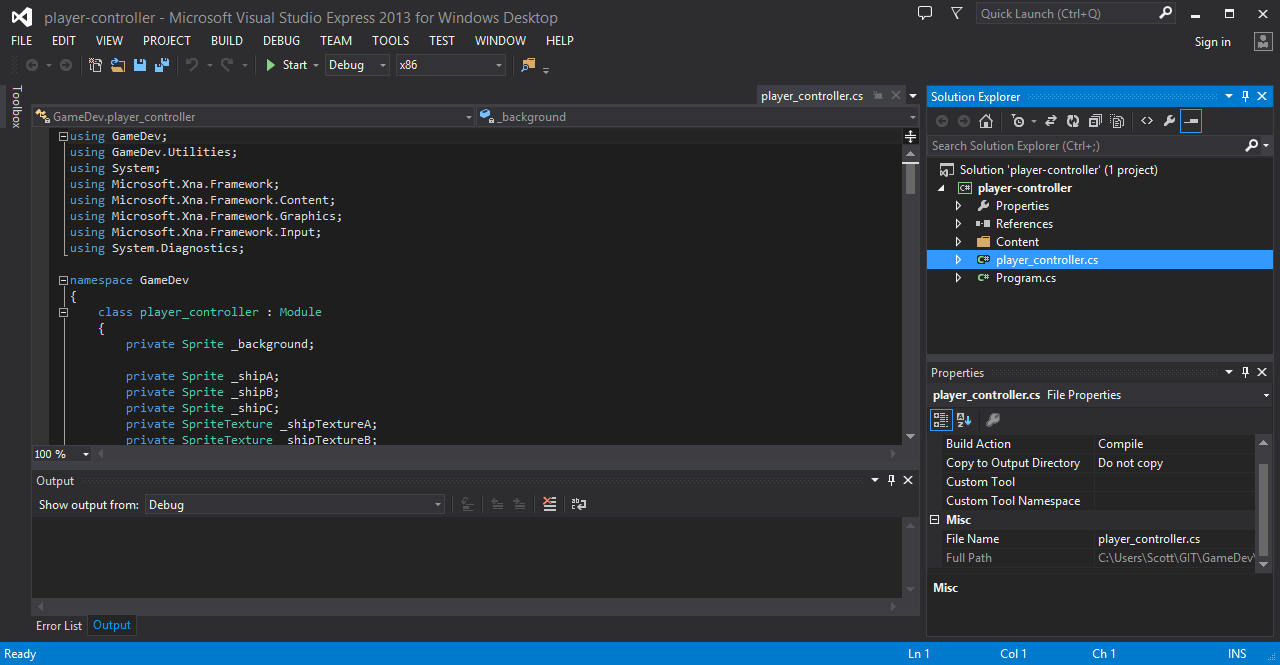 player-controller - Microsoft Visual Studio Express 2013 for Windows Desktop
Quick Launch (Ctrl+Q)
FILE EDIT VIEW PROJECT BUILD DEBUG TEAM TOOLS TEST WINDOW HELP
Sign in
Start Debug x86
Toolbox
player_controller.cs
GameDev.player_controller _background
using GameDev;
using GameDev.Utilities;
using System;
using Microsoft.Xna.Framework;
using Microsoft.Xna.Framework.Content;
using Microsoft.Xna.Framework.Graphics;
using Microsoft.Xna.Framework.Input;
using System.Diagnostics;
namespace GameDev
{
class player_controller : Module
{
private Sprite _background;
private Sprite _shipA;
private Sprite _shipB;
private Sprite _shipC;
private SpriteTexture _shipTextureA;
private SpriteTexture _shipTextureB;
100 %
Output
Show output from: Debug
Error List Output
Solution Explorer
Search Solution Explorer (Ctrl+;)
Solution 'player-controller' (1 project)
C# player-controller
Properties
References
Content
C# player_controller.cs
C# Program.cs
Properties
player_controller.cs File Properties
Build Action Compile
Copy to Output Directory Do not copy
Custom Tool
Custom Tool Namespace
Misc
File Name player_controller.cs
Full Path C:\Users\Scott\GIT\GameDev\
Misc
Ready Ln 1 Col 1 Ch 1 INS